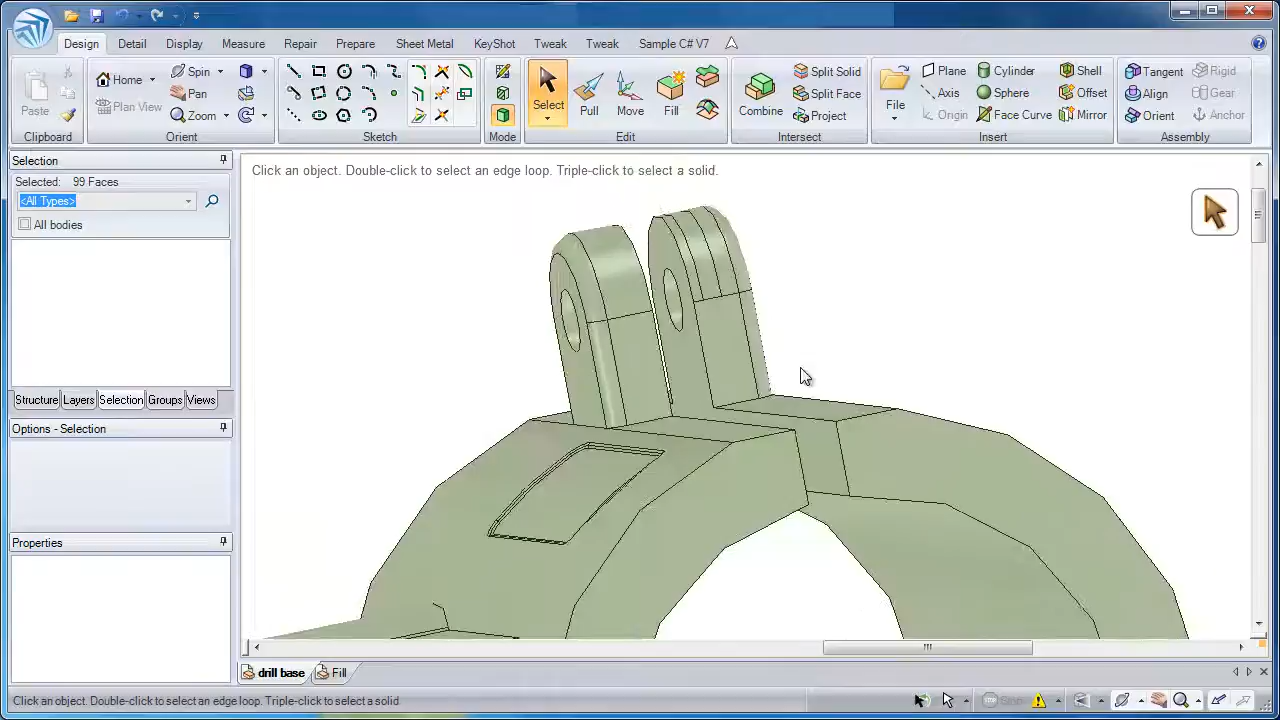 Design Detail Display Measure Repair Prepare Sheet Metal KeyShot Tweak Tweak Sample C# V7
Paste
Clipboard
Home Spin
Plan View Pan
Zoom
Orient
Sketch
Mode
Select Pull Move Fill
Edit
Combine Split Solid
Split Face
Project
Intersect
File Plane Cylinder Shell
Axis Sphere Offset
Origin Face Curve Mirror
Insert
Tangent Rigid
Align Gear
Orient Anchor
Assembly
Selection
Selected: 99 Faces
<All Types>
All bodies
Structure Layers Selection Groups Views
Options - Selection
Properties
Click an object. Double-click to select an edge loop. Triple-click to select a solid.
drill base Fill
Click an object. Double-click to select an edge loop. Triple-click to select a solid.